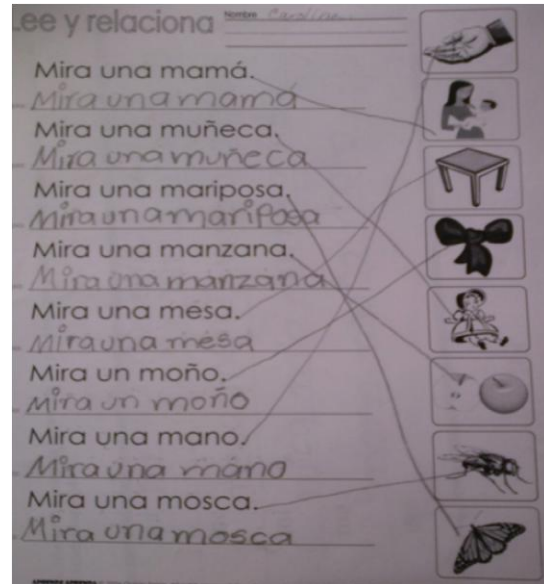 Lee y relaciona
Nombre Carolina
Mira una mamá.
Mira una mamá
Mira una muñeca.
Mira una muñeca
Mira una mariposa.
Mira una mariposa
Mira una manzana.
Mira una manzana
Mira una mesa.
Mira una mesa
Mira un moño.
Mira un moño
Mira una mano.
Mira una mano
Mira una mosca.
Mira una mosca